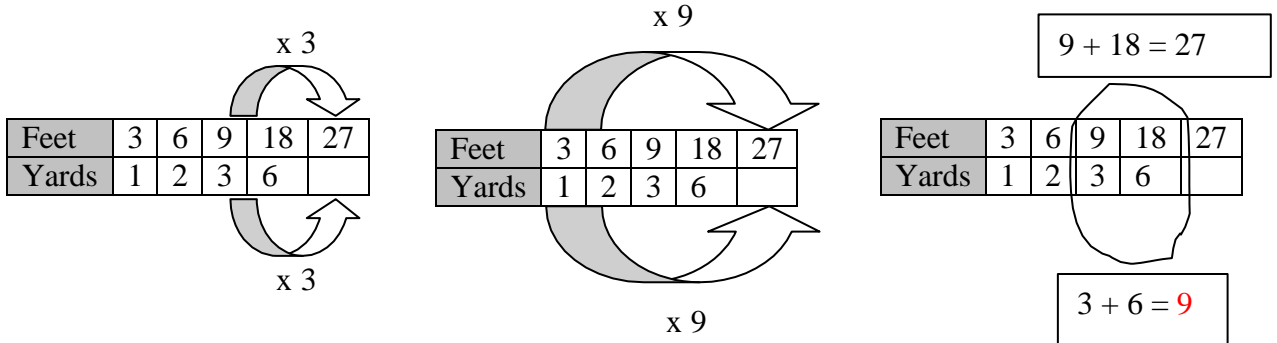 x 3
Feet 3 6 9 18 27
Yards 1 2 3 6
x 3
x 9
Feet 3 6 9 18 27
Yards 1 2 3 6
x 9
9 + 18 = 27
Feet 3 6 9 18 27
Yards 1 2 3 6
3 + 6 = 9